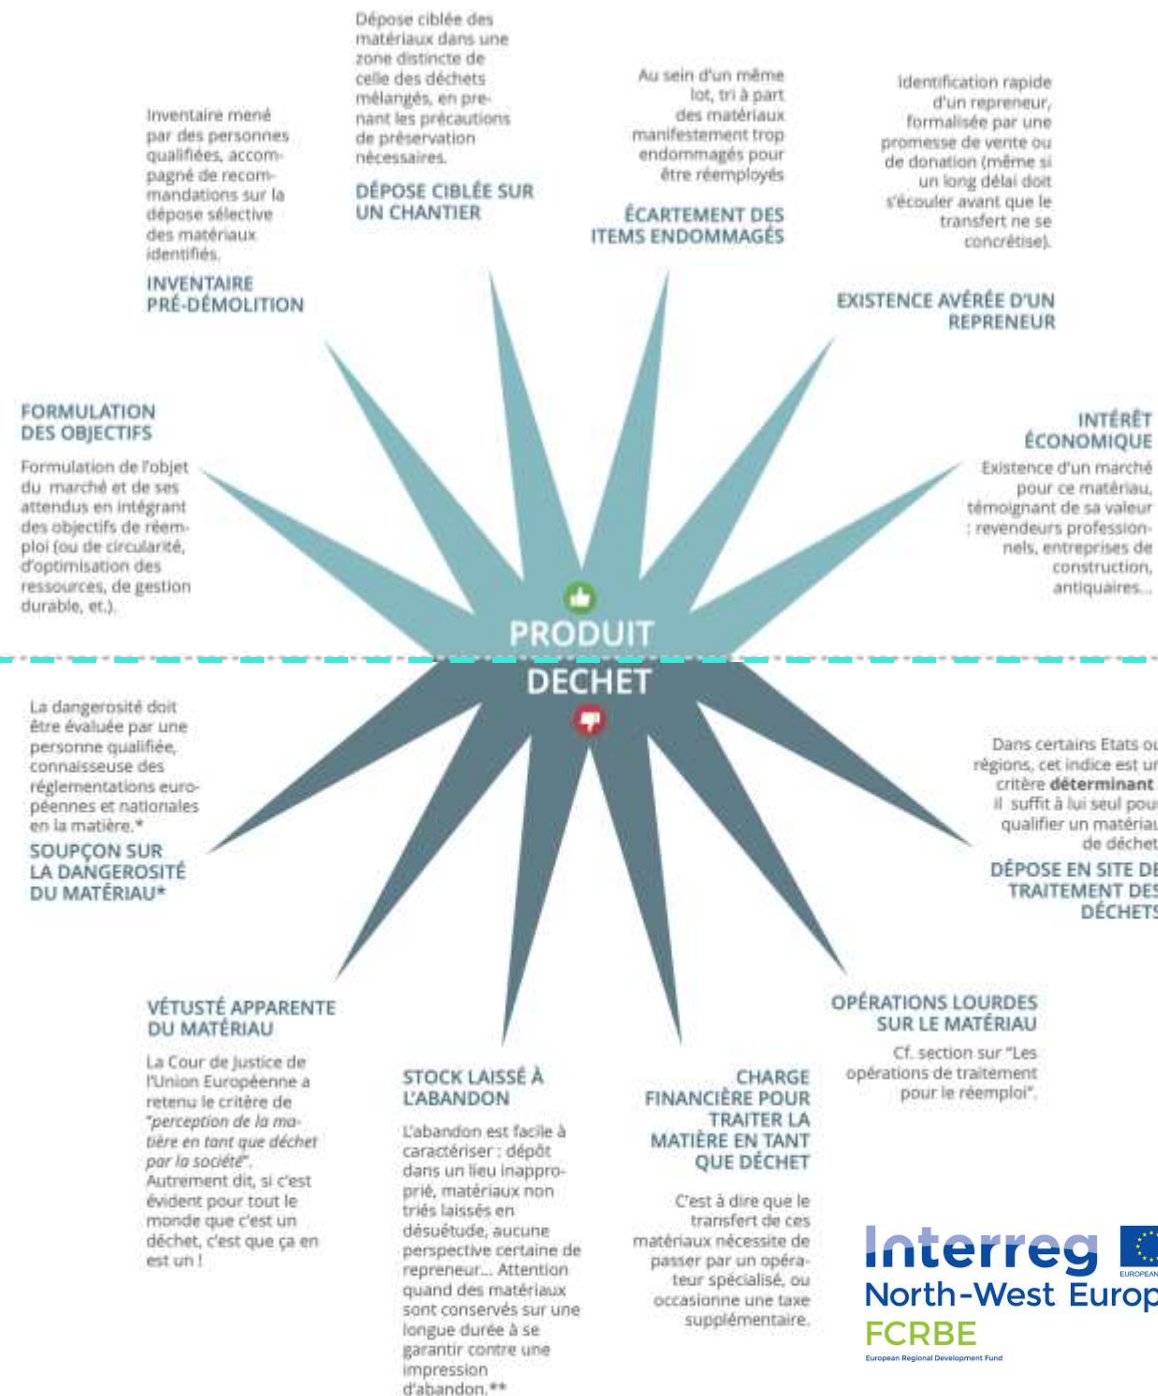 Dépose ciblée des
matériaux dans une
zone distincte de
celle des déchets
mélangés, en pre-
nant les précautions
de préservation
nécessaires.
DÉPOSE CIBLÉE SUR
UN CHANTIER
Au sein d'un même
lot, tri à part
des matériaux
manifestement trop
endommagés pour
être réemployés
ÉCARTEMENT DES
ITEMS ENDOMMAGÉS
Identification rapide
d'un repreneur,
formalisée par une
promesse de vente ou
de donation (même si
un long délai doit
s'écouler avant que le
transfert ne se
concrétise).
EXISTENCE AVÉRÉE D'UN
REPRENEUR
Inventaire mené
par des personnes
qualifiées, accom-
pagné de recom-
mandations sur la
dépose sélective
des matériaux
identifiés.
INVENTAIRE
PRÉ-DÉMOLITION
FORMULATION
DES OBJECTIFS
Formulation de l'objet
du marché et de ses
attendus en intégrant
des objectifs de réem-
ploi (ou de circularité,
d'optimisation des
ressources, de gestion
durable, et.).
INTÉRÊT
ÉCONOMIQUE
Existence d'un marché
pour ce matériau,
témoignant de sa valeur
: revendeurs profession-
nels, entreprises de
construction,
antiquaires...
PRODUIT
DECHET
La dangerosité doit
être évaluée par une
personne qualifiée,
connaisseuse des
réglementations euro-
péennes et nationales
en la matière.*
SOUPÇON SUR
LA DANGEROSITÉ
DU MATÉRIAU*
Dans certains Etats ou
régions, cet indice est un
critère déterminant
il suffit à lui seul pour
qualifier un matériau
de déchet
DÉPOSE EN SITE DE
TRAITEMENT DES
DÉCHETS
VÉTUSTÉ APPARENTE
DU MATÉRIAU
La Cour de Justice de
l'Union Européenne a
retenu le critère de
"perception de la ma-
tière en tant que déchet
par la société".
Autrement dit, si c'est
évident pour tout le
monde que c'est un
déchet, c'est que ça en
est un !
STOCK LAISSÉ À
L'ABANDON
L'abandon est facile à
caractériser : dépôt
dans un lieu inappro-
prié, matériaux non
triés laissés en
désuétude, aucune
perspective certaine de
repreneur... Attention
quand des matériaux
sont conservés sur une
longue durée à se
garantir contre une
impression
d'abandon.**
CHARGE
FINANCIÈRE POUR
TRAITER LA
MATIÈRE EN TANT
QUE DÉCHET
C'est à dire que le
transfert de ces
matériaux nécessite de
passer par un opéra-
teur spécialisé, ou
occasionne une taxe
supplémentaire.
OPÉRATIONS LOURDES
SUR LE MATÉRIAU
Cf. section sur "Les
opérations de traitement
pour le réemploi".
Interreg
EUROPEAN
North-West Europ
FCRBE
European Regional Development Fund